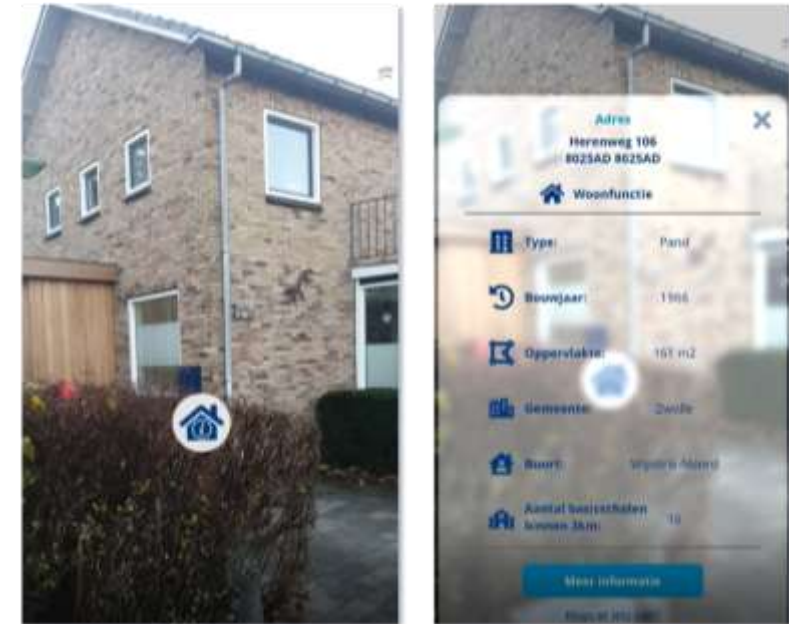 Adres
Herenweg 106
8025AD 8025AD
Woonfunctie
Type: Pand
Bouwjaar: 1966
Oppervlakte: 161 m2
Gemeente: Zwolle
Buurt:
Aantal basisscholen
binnen 3km: 10
Meer informatie